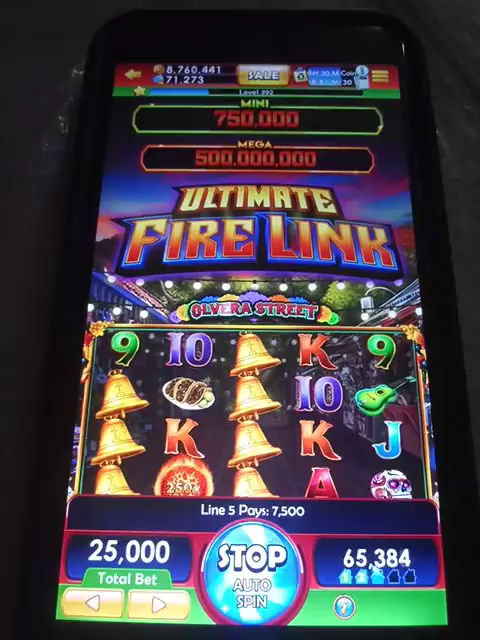 8,760,441
71,273
SALE
Level 392
MINI
750,000
MEGA
500,000,000
ULTIMATE
FIRE LINK
OLVERA STREET
9 10 K 9
10
K K J
A
Line 5 Pays: 7,500
25,000
Total Bet
STOP
AUTO
SPIN
65,384
1 2
?